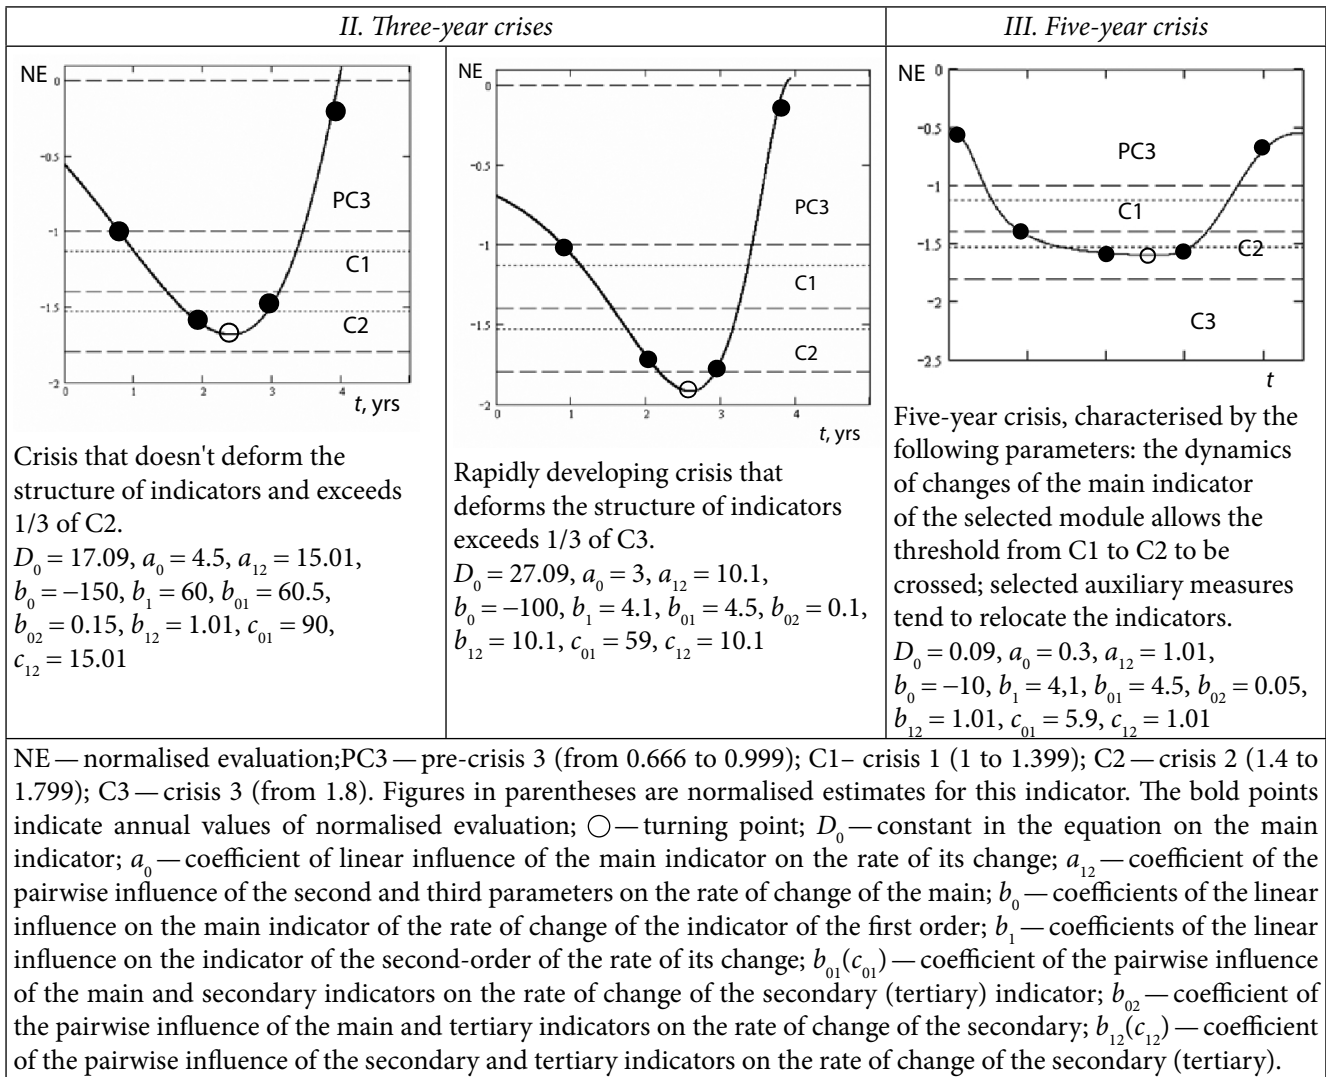 II. Three-year crises
III. Five-year crisis
NE
0
−0.5
−1
−1.5
−2
PC3
C1
C2
0
1
2
3
4
t, yrs
Crisis that doesn't deform the
structure of indicators and exceeds
1/3 of C2.
D₀ = 17.09, a₀ = 4.5, a₁₂ = 15.01,
b₀ = −150, b₁ = 60, b₀₁ = 60.5,
b₀₂ = 0.15, b₁₂ = 1.01, c₀₁ = 90,
c₁₂ = 15.01
NE
0
−0.5
−1
−1.5
−2
PC3
C1
C2
0
1
2
3
4
t, yrs
Rapidly developing crisis that
deforms the structure of indicators
exceeds 1/3 of C3.
D₀ = 27.09, a₀ = 3, a₁₂ = 10.1,
b₀ = −100, b₁ = 4.1, b₀₁ = 4.5, b₀₂ = 0.1,
b₁₂ = 10.1, c₀₁ = 59, c₁₂ = 10.1
NE
0
−0.5
−1
−1.5
−2
−2.5
PC3
C1
C2
C3
t
Five-year crisis, characterised by the
following parameters: the dynamics
of changes of the main indicator
of the selected module allows the
threshold from C1 to C2 to be
crossed; selected auxiliary measures
tend to relocate the indicators.
D₀ = 0.09, a₀ = 0.3, a₁₂ = 1.01,
b₀ = −10, b₁ = 4,1, b₀₁ = 4.5, b₀₂ = 0.05,
b₁₂ = 1.01, c₀₁ = 5.9, c₁₂ = 1.01
NE — normalised evaluation;PC3 — pre-crisis 3 (from 0.666 to 0.999); C1– crisis 1 (1 to 1.399); C2 — crisis 2 (1.4 to
1.799); C3 — crisis 3 (from 1.8). Figures in parentheses are normalised estimates for this indicator. The bold points
indicate annual values of normalised evaluation; ◯ — turning point; D₀ — constant in the equation on the main
indicator; a₀ — coefficient of linear influence of the main indicator on the rate of its change; a₁₂ — coefficient of the
pairwise influence of the second and third parameters on the rate of change of the main; b₀ — coefficients of the linear
influence on the main indicator of the rate of change of the indicator of the first order; b₁ — coefficients of the linear
influence on the indicator of the second-order of the rate of its change; b₀₁(c₀₁) — coefficient of the pairwise influence
of the main and secondary indicators on the rate of change of the secondary (tertiary) indicator; b₀₂ — coefficient of
the pairwise influence of the main and tertiary indicators on the rate of change of the secondary; b₁₂(c₁₂) — coefficient
of the pairwise influence of the secondary and tertiary indicators on the rate of change of the secondary (tertiary).